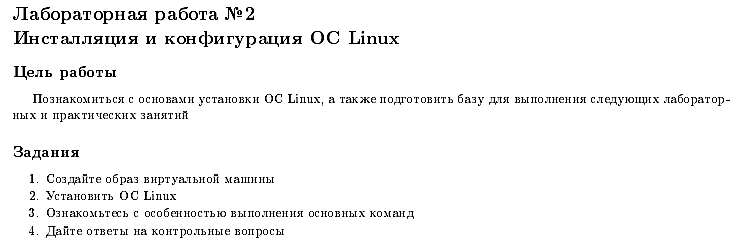 Лабораторная работа №2
Инсталляция и конфигурация ОС Linux
Цель работы
Познакомиться с основами установки ОС Linux, а также подготовить базу для выполнения следующих лаборатор-
ных и практических занятий
Задания
1. Создайте образ виртуальной машины
2. Установить ОС Linux
3. Ознакомьтесь с особенностью выполнения основных команд
4. Дайте ответы на контрольные вопросы